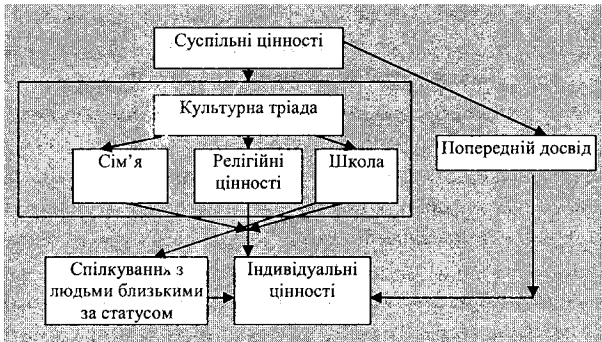 Суспільні цінності
Культурна тріада
Сім’я
Релігійні
цінності
Школа
Попередній досвід
Спілкування з
людьми близькими
за статусом
Індивідуальні
цінності